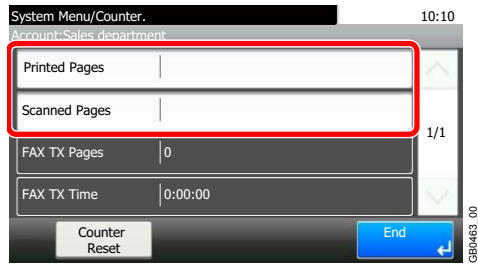 System Menu/Counter.
10:10
Account:Sales department
Printed Pages
Scanned Pages
1/1
FAX TX Pages 0
FAX TX Time 0:00:00
Counter
Reset
End
GB0463_00